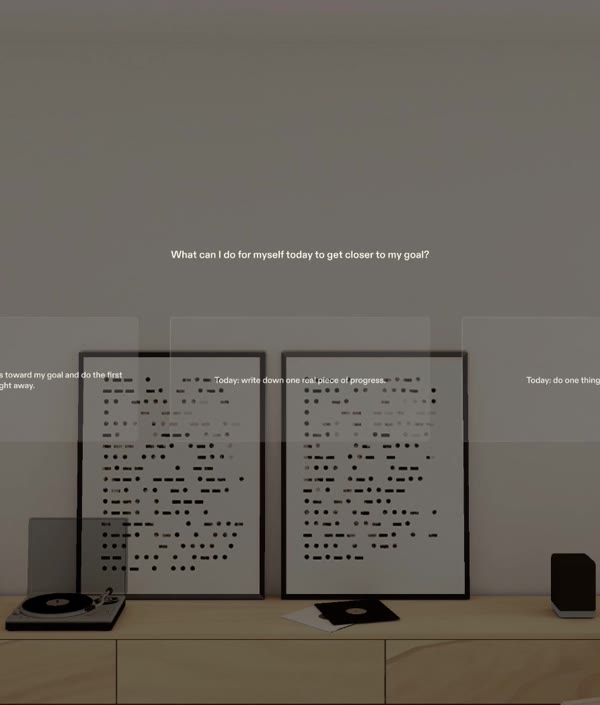 What can I do for myself today to get closer to my goal?
s toward my goal and do the first
ght away.
Today: write down one real piece of progress.
Today: do one thing